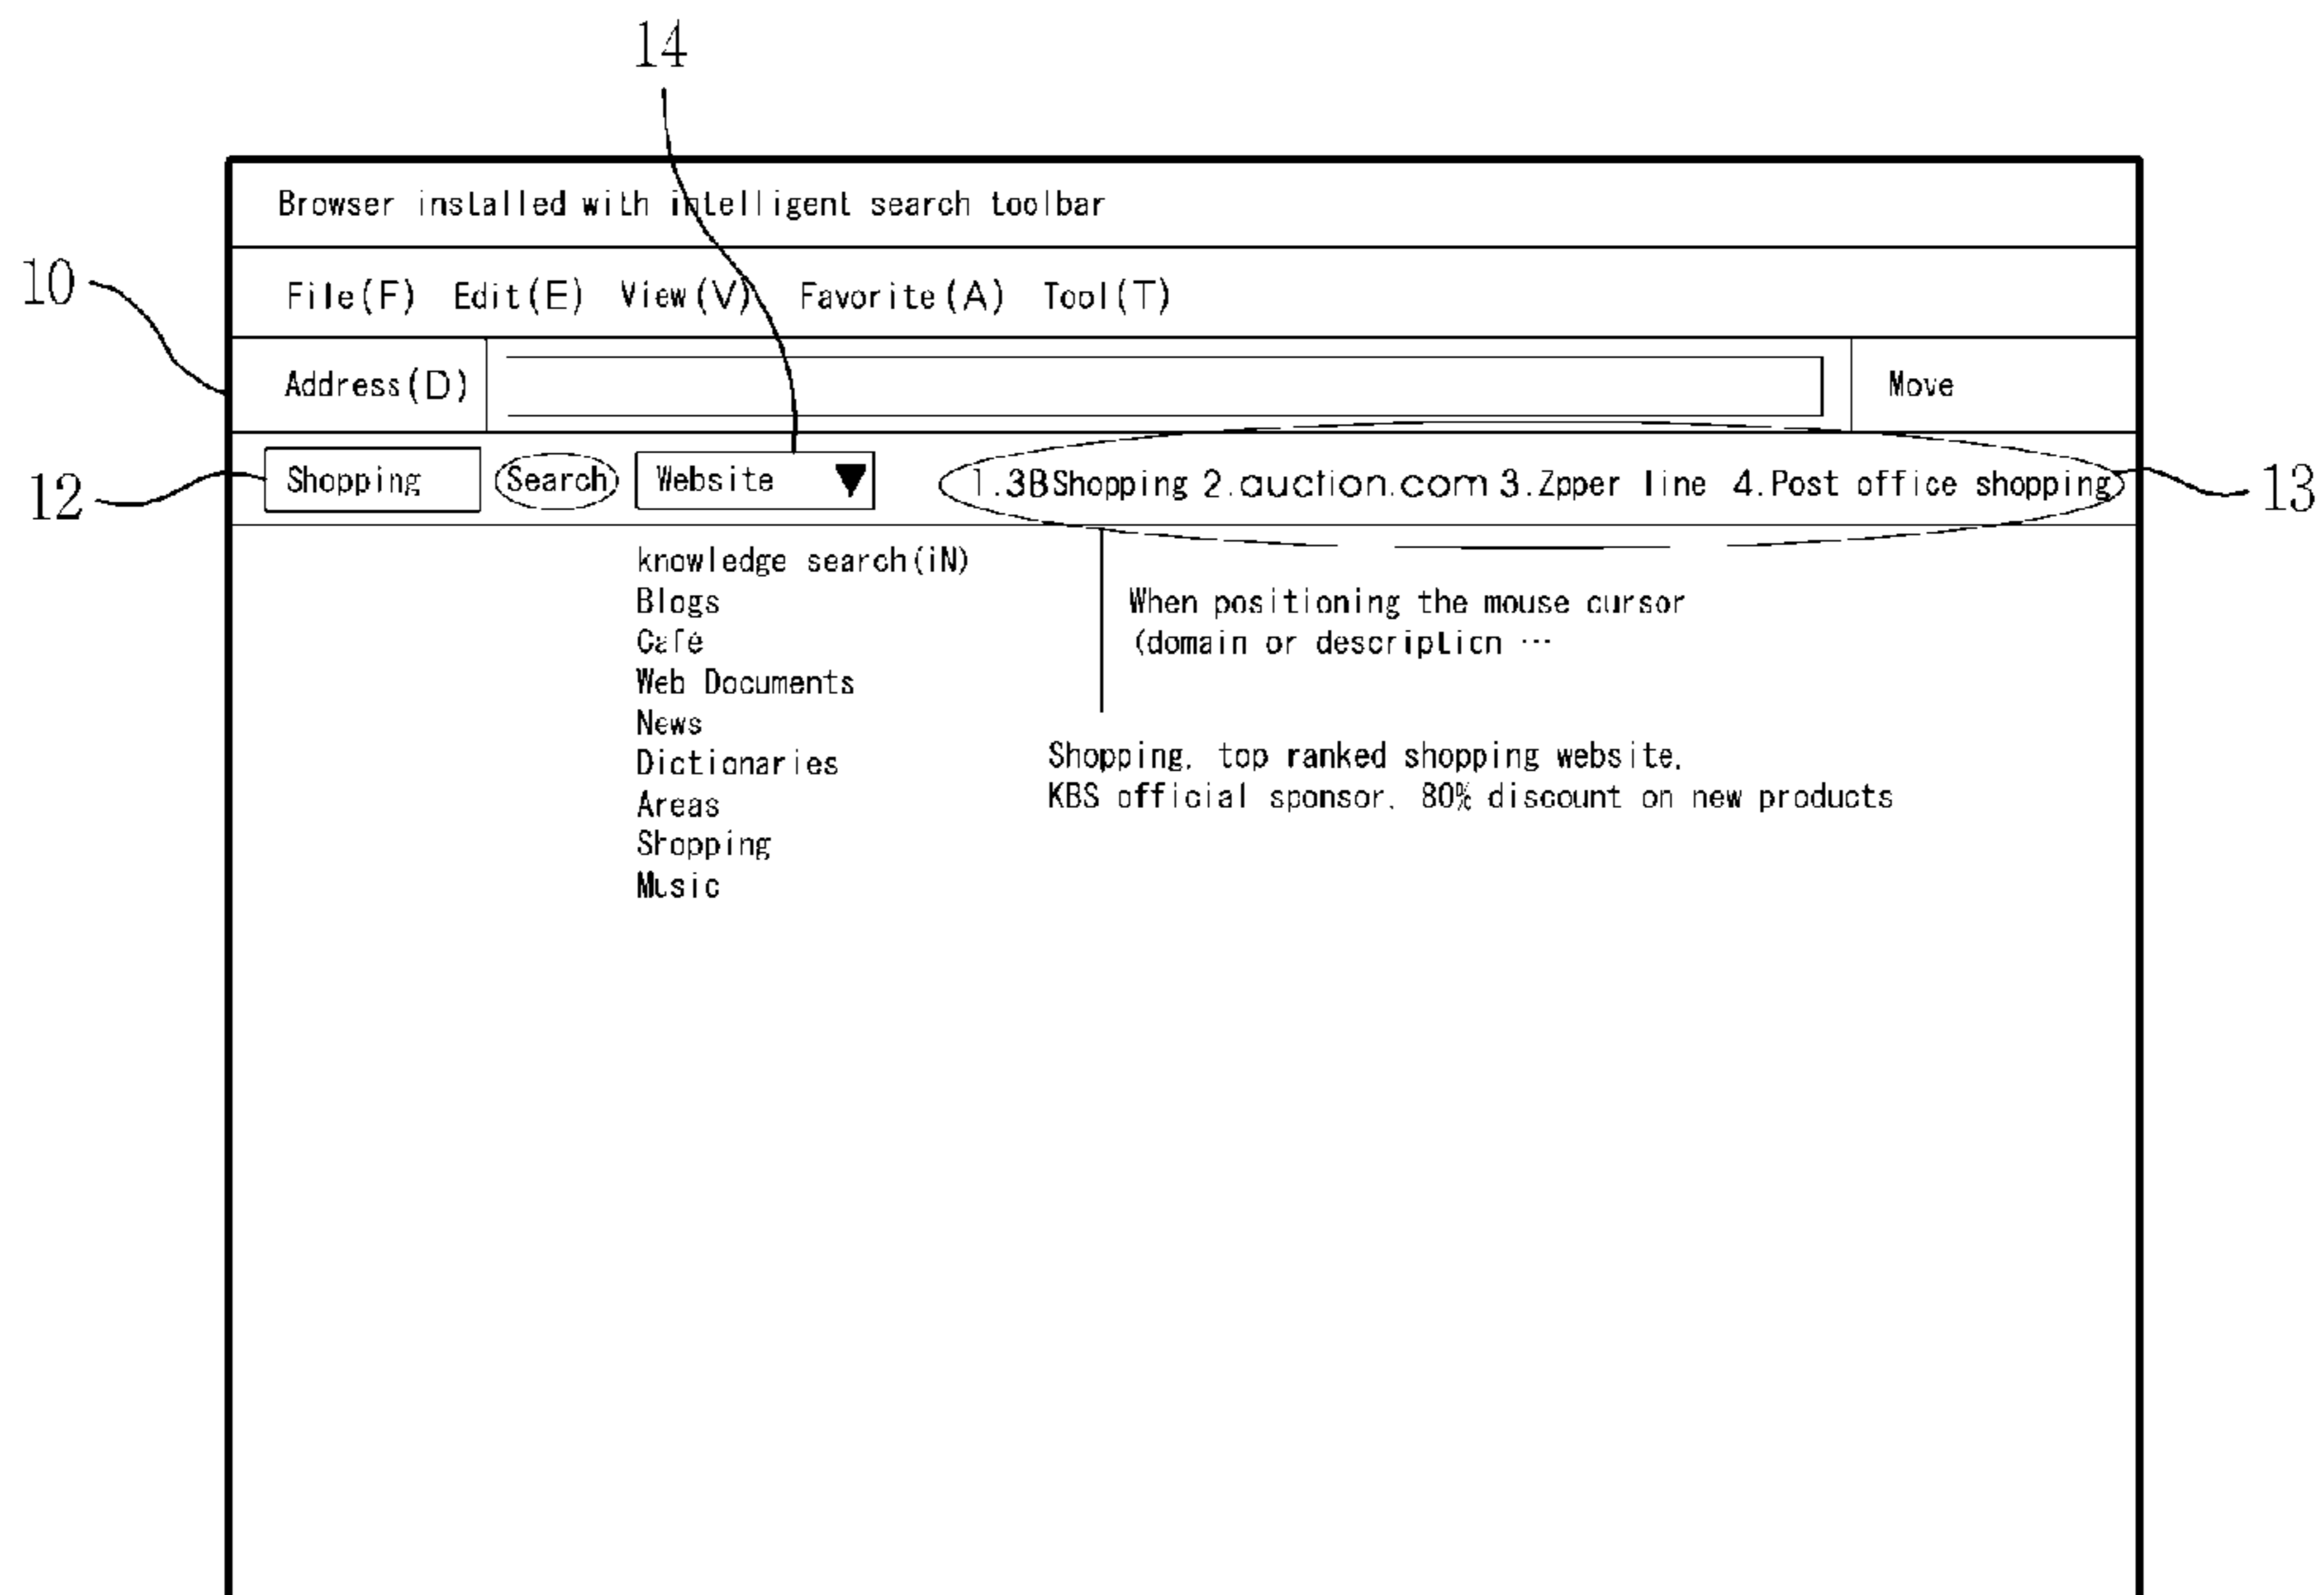 14
Browser installed with intelligent search toolbar
10
File(F) Edit(E) View(V) Favorite(A) Tool(T)
Address(D) Move
12
Shopping Search Website ▼ 1.3BShopping 2.auction.com 3.Zpper line 4.Post office shopping
13
knowledge search(iN)
Blogs
Café
Web Documents
News
Dictionaries
Areas
Shopping
Music
When positioning the mouse cursor
(domain or description …
Shopping, top ranked shopping website,
KBS official sponsor, 80% discount on new products